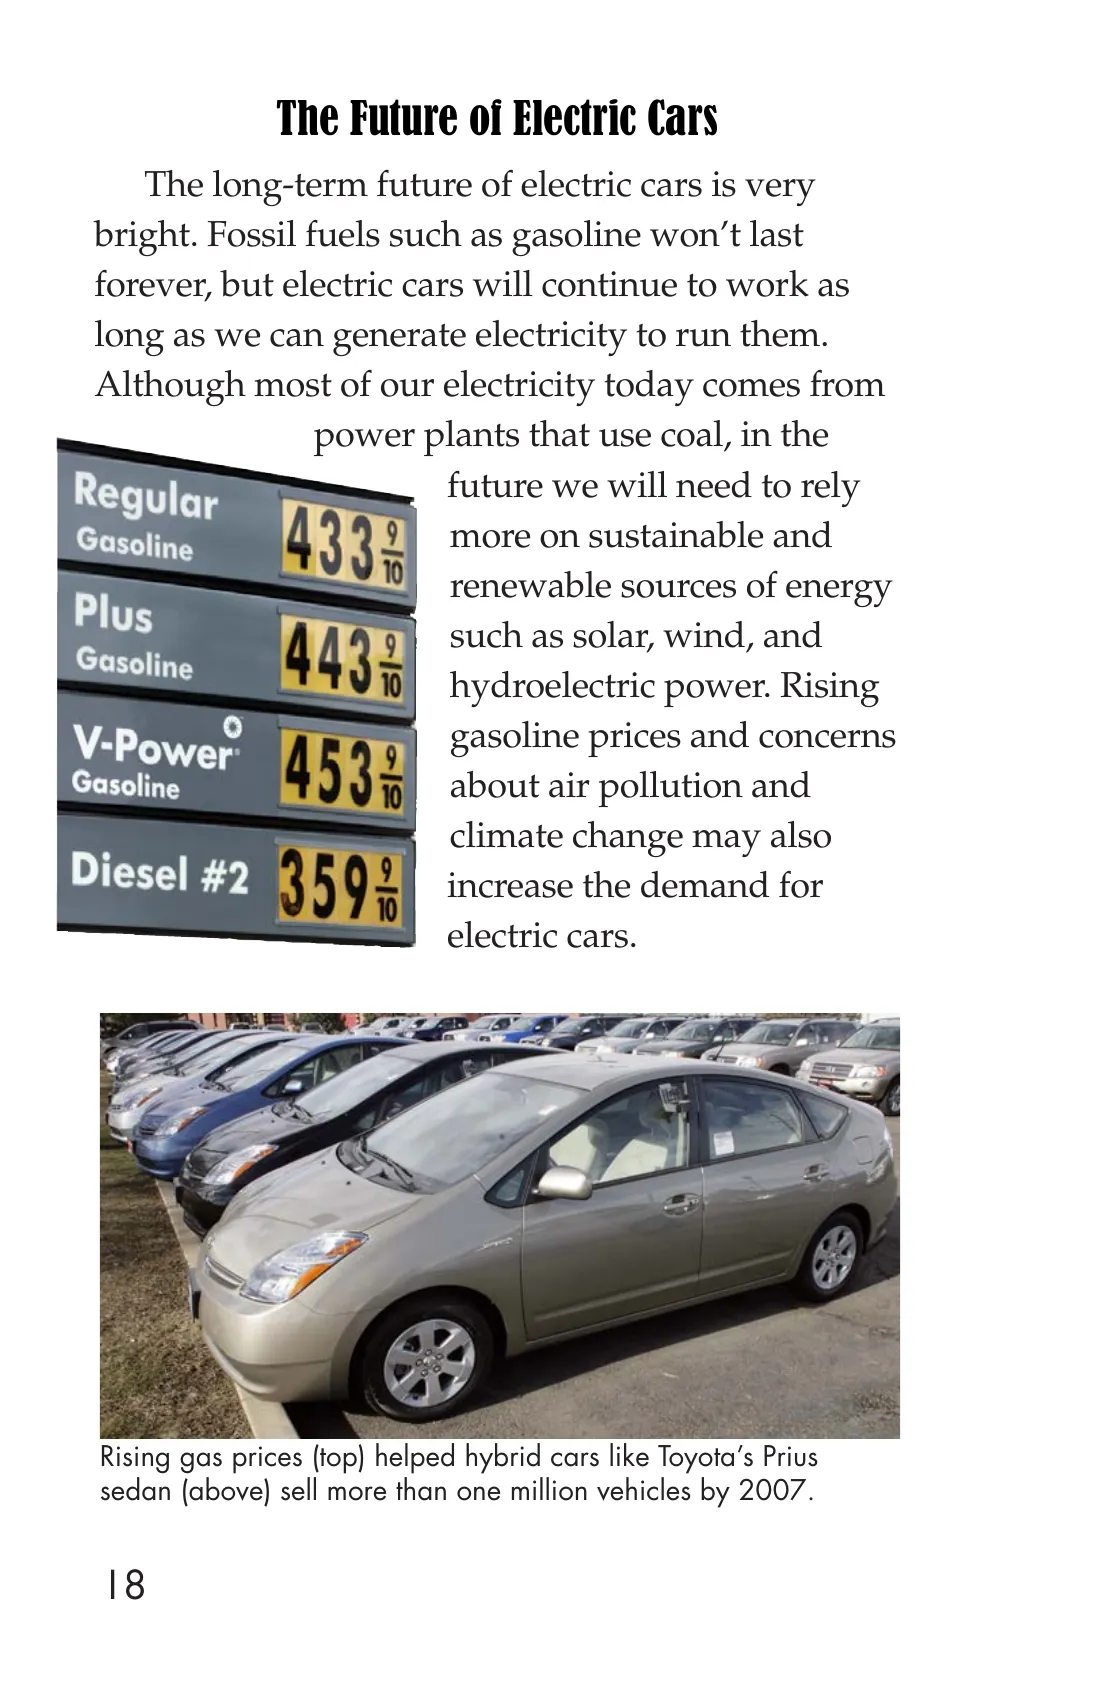 The Future of Electric Cars
The long-term future of electric cars is very
bright. Fossil fuels such as gasoline won’t last
forever, but electric cars will continue to work as
long as we can generate electricity to run them.
Although most of our electricity today comes from
power plants that use coal, in the
future we will need to rely
more on sustainable and
renewable sources of energy
such as solar, wind, and
hydroelectric power. Rising
gasoline prices and concerns
about air pollution and
climate change may also
increase the demand for
electric cars.
Regular
Gasoline
433 9/10
Plus
Gasoline
443 9/10
V-Power
Gasoline
453 9/10
Diesel #2
359 9/10
Rising gas prices (top) helped hybrid cars like Toyota’s Prius
sedan (above) sell more than one million vehicles by 2007.
18